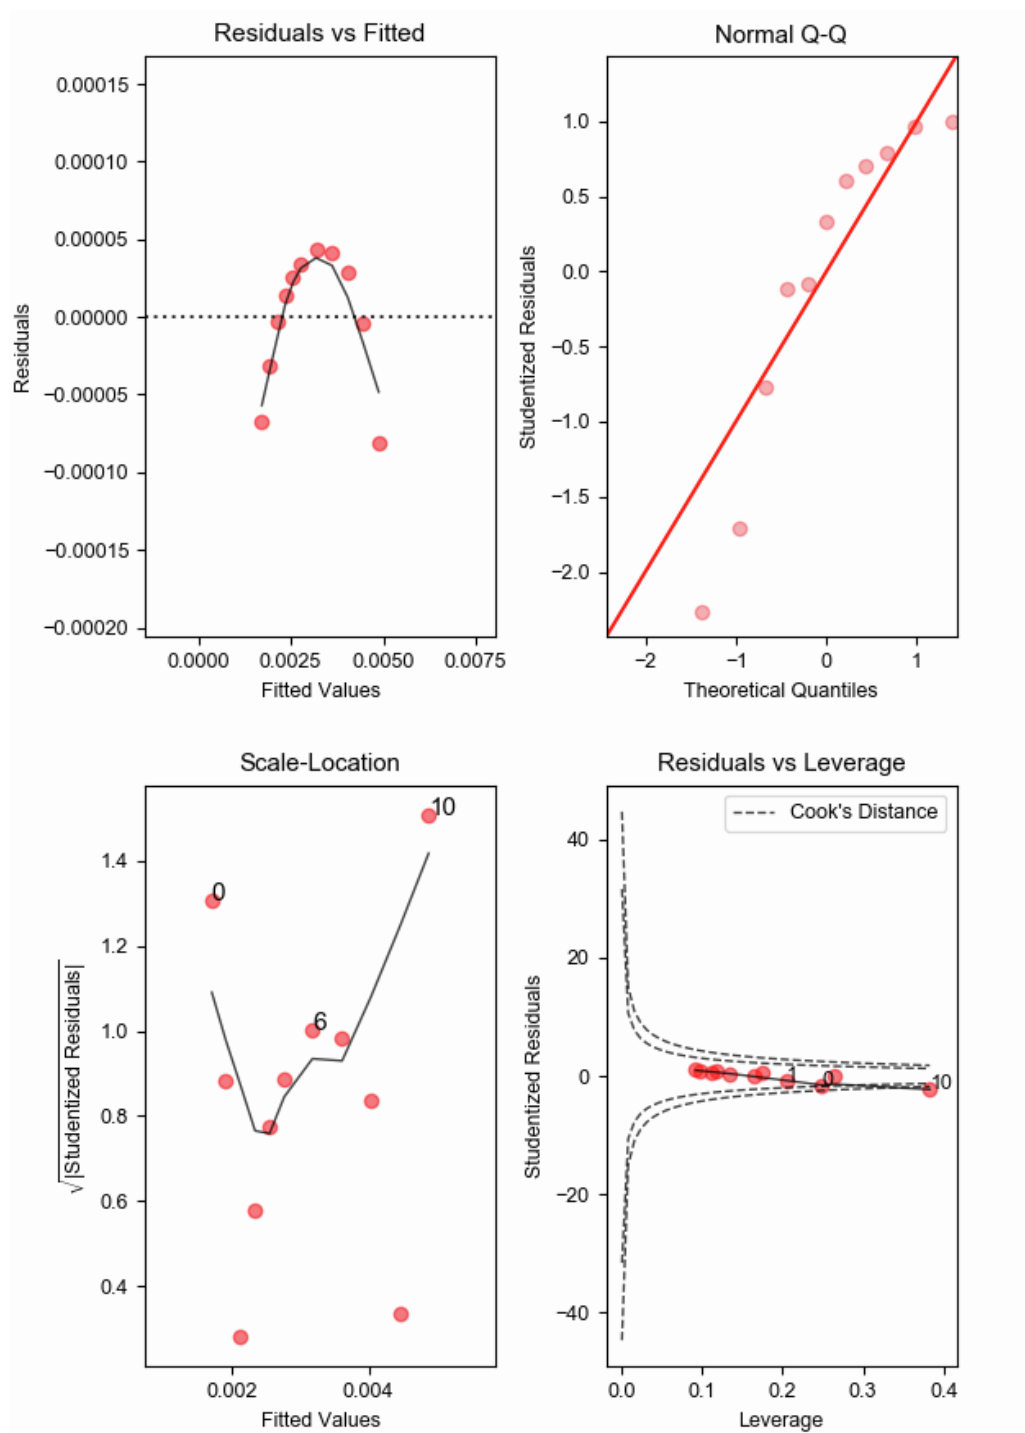 Residuals vs Fitted
0.00015
0.00010
0.00005
0.00000
−0.00005
−0.00010
−0.00015
−0.00020
Residuals
0.0000 0.0025 0.0050 0.0075
Fitted Values
Normal Q-Q
1.0
0.5
0.0
−0.5
−1.0
−1.5
−2.0
Studentized Residuals
−2 −1 0 1
Theoretical Quantiles
Scale-Location
10
0
6
1.4
1.2
1.0
0.8
0.6
0.4
√|Studentized Residuals|
0.002 0.004
Fitted Values
Residuals vs Leverage
Cook's Distance
40
20
0
−20
−40
Studentized Residuals
1 0 10
0.0 0.1 0.2 0.3 0.4
Leverage